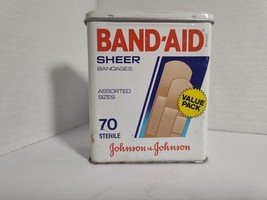 BAND-AID
SHEER
BANDAGES
ASSORTED
SIZES
VALUE
PACK
70
STERILE
Johnson & Johnson